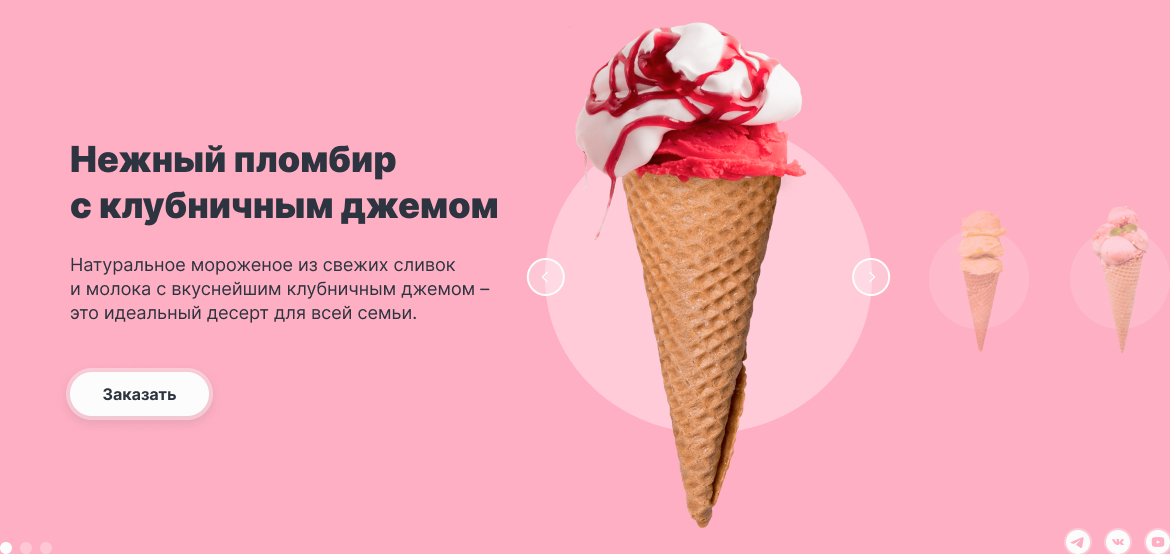 Нежный пломбир
с клубничным джемом
Натуральное мороженое из свежих сливок
и молока с вкуснейшим клубничным джемом –
это идеальный десерт для всей семьи.
Заказать